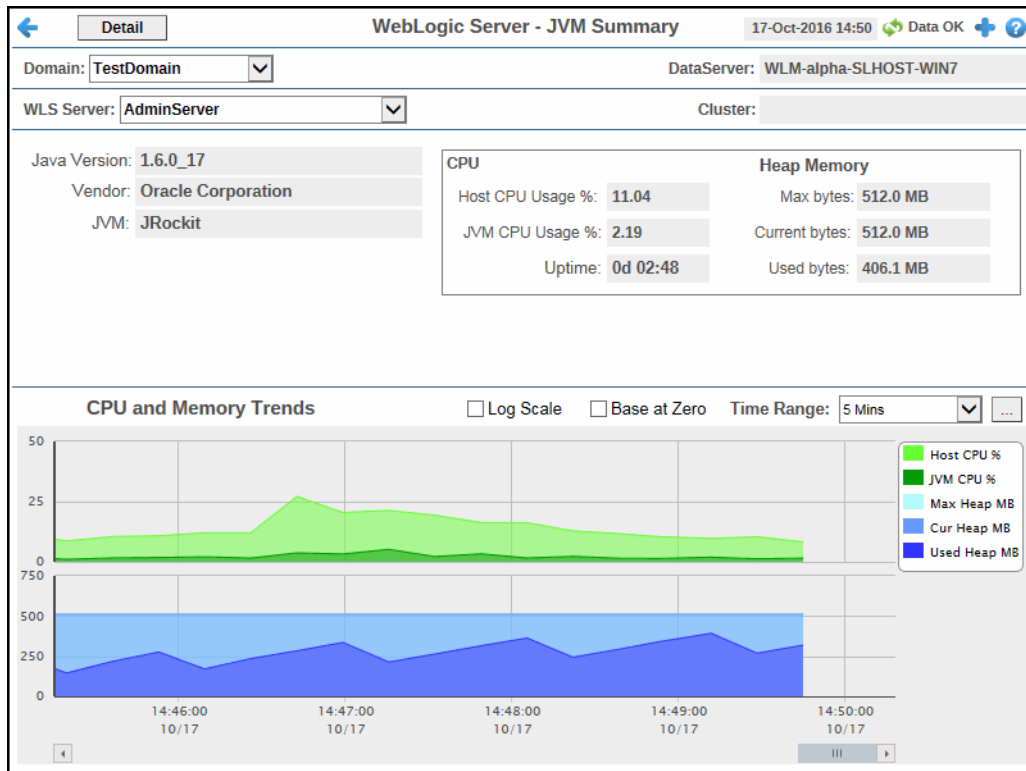 Detail WebLogic Server - JVM Summary 17-Oct-2016 14:50 Data OK
Domain: TestDomain DataServer: WLM-alpha-SLHOST-WIN7
WLS Server: AdminServer Cluster:
Java Version: 1.6.0_17
Vendor: Oracle Corporation
JVM: JRockit
CPU Heap Memory
Host CPU Usage %: 11.04 Max bytes: 512.0 MB
JVM CPU Usage %: 2.19 Current bytes: 512.0 MB
Uptime: 0d 02:48 Used bytes: 406.1 MB
CPU and Memory Trends Log Scale Base at Zero Time Range: 5 Mins ...
50
25
0
Host CPU %
JVM CPU %
Max Heap MB
Cur Heap MB
Used Heap MB
750
500
250
0
14:46:00 14:47:00 14:48:00 14:49:00 14:50:00
10/17 10/17 10/17 10/17 10/17